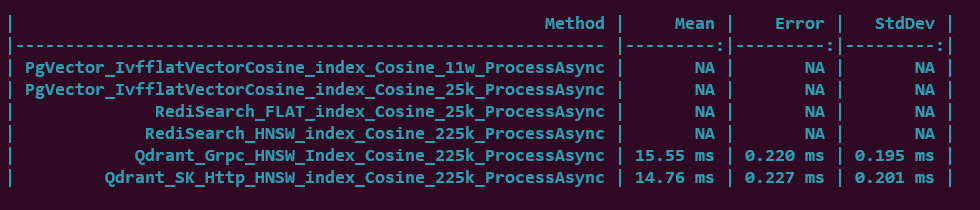 |                                                      Method |     Mean |    Error |   StdDev |
|----------------------------------------------------------- |---------:|---------:|---------:|
| PgVector_IvfflatVectorCosine_index_Cosine_11w_ProcessAsync |       NA |       NA |       NA |
| PgVector_IvfflatVectorCosine_index_Cosine_25k_ProcessAsync |       NA |       NA |       NA |
|              RediSearch_FLAT_index_Cosine_25k_ProcessAsync |       NA |       NA |       NA |
|             RediSearch_HNSW_index_Cosine_225k_ProcessAsync |       NA |       NA |       NA |
|            Qdrant_Grpc_HNSW_Index_Cosine_225k_ProcessAsync | 15.55 ms | 0.220 ms | 0.195 ms |
|         Qdrant_SK_Http_HNSW_index_Cosine_225k_ProcessAsync | 14.76 ms | 0.227 ms | 0.201 ms |